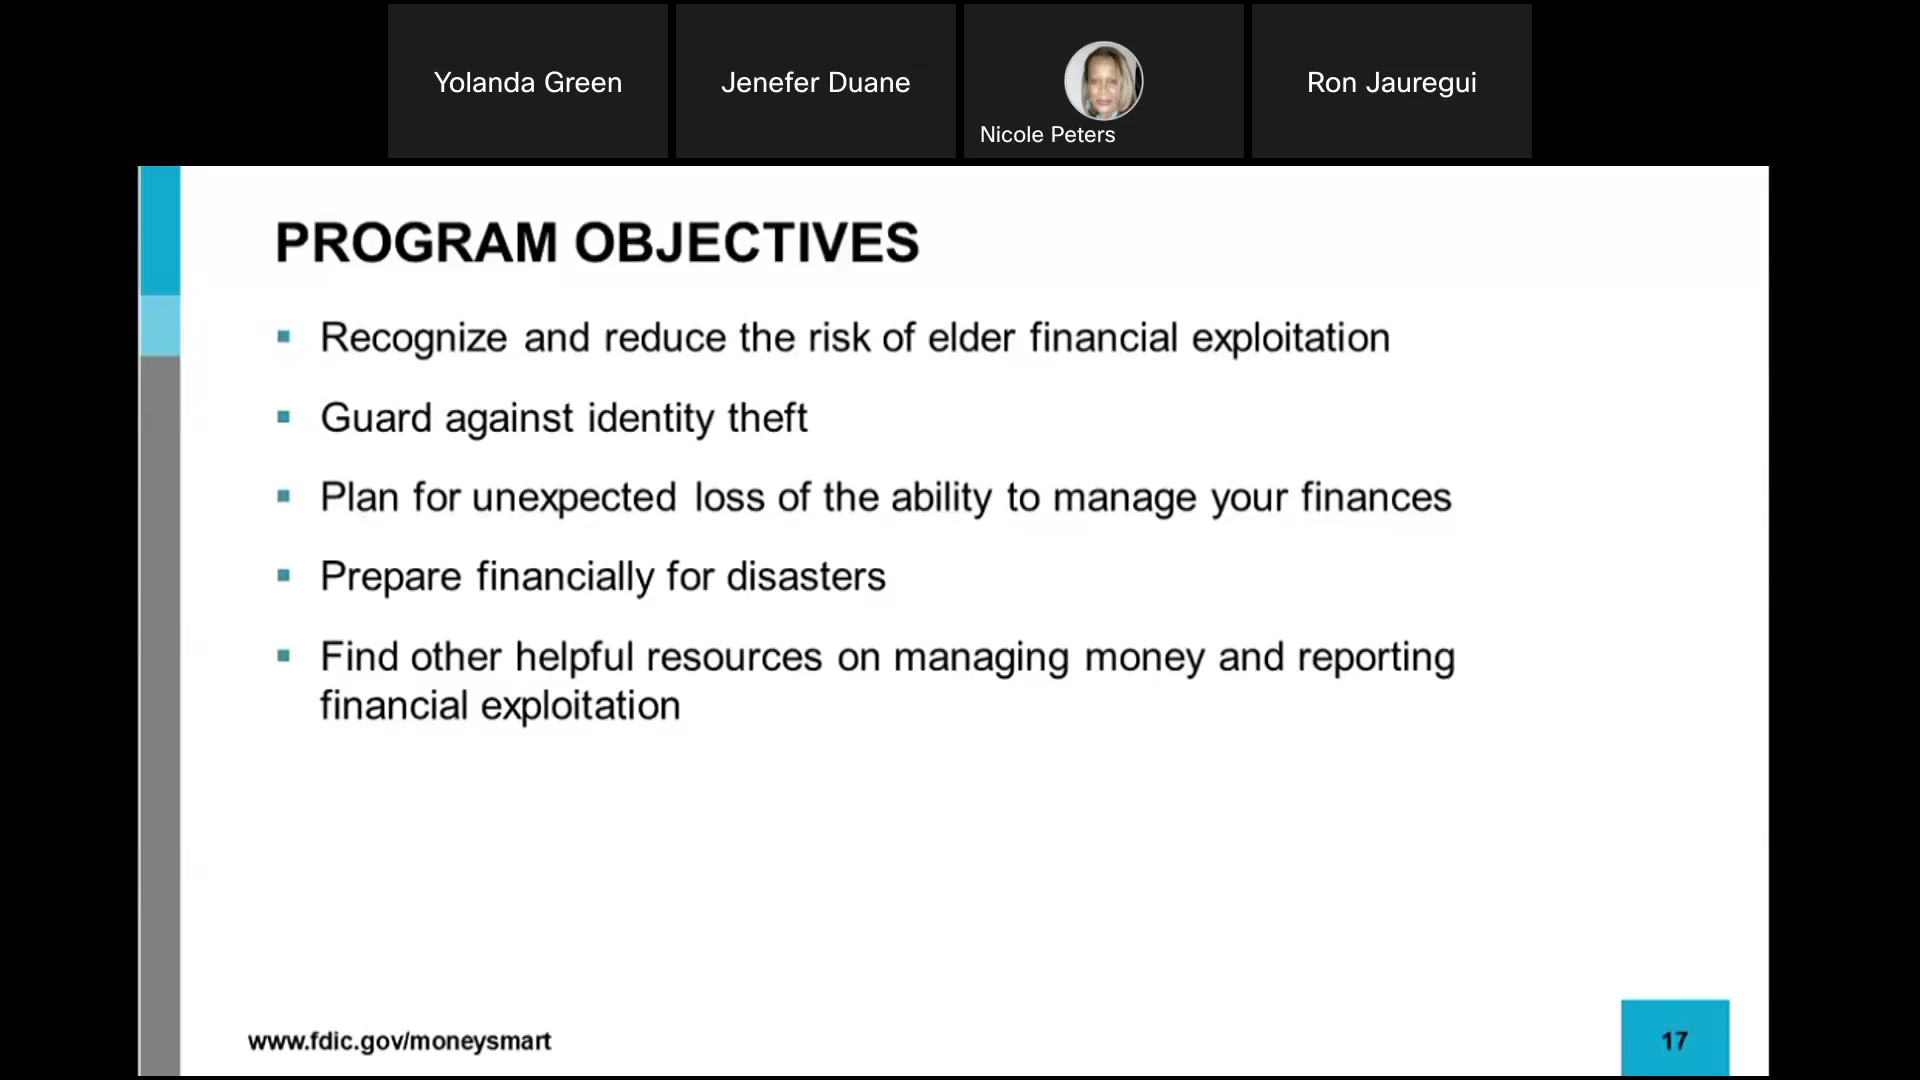 Yolanda Green
Jenefer Duane
Nicole Peters
Ron Jauregui
PROGRAM OBJECTIVES
▪ Recognize and reduce the risk of elder financial exploitation
▪ Guard against identity theft
▪ Plan for unexpected loss of the ability to manage your finances
▪ Prepare financially for disasters
▪ Find other helpful resources on managing money and reporting
financial exploitation
www.fdic.gov/moneysmart
17